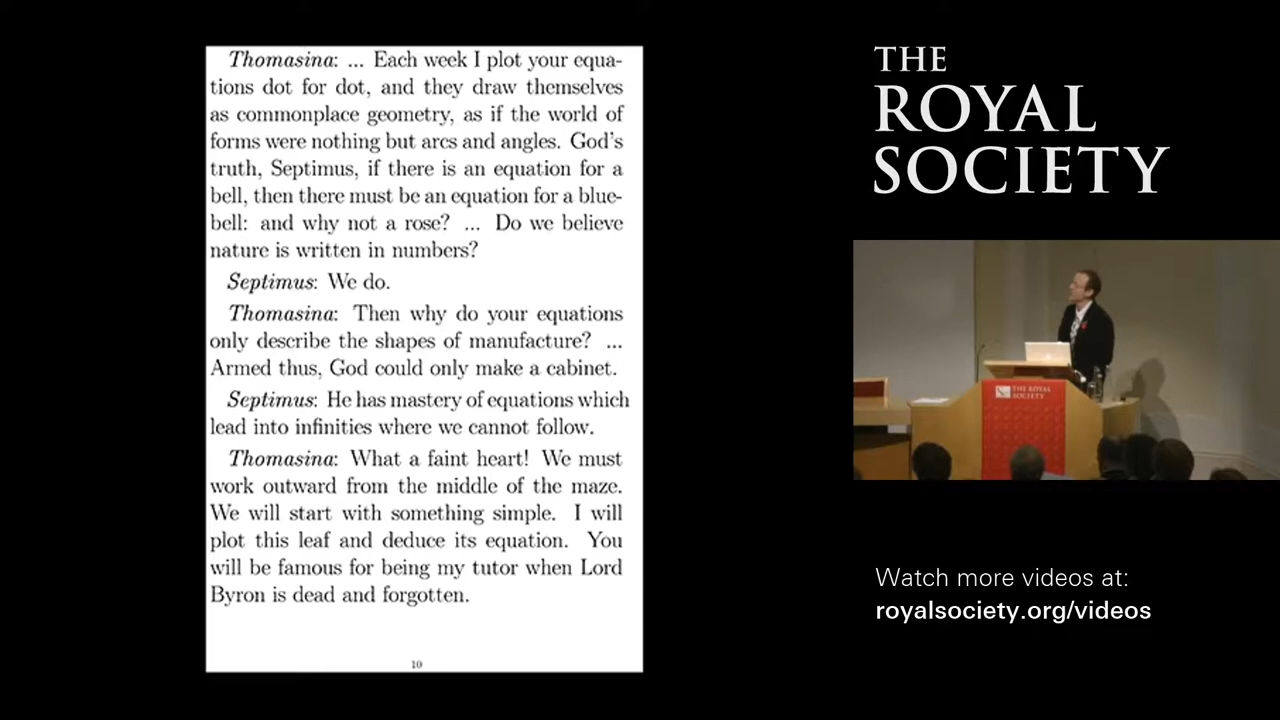 Thomasina: ... Each week I plot your equa-
tions dot for dot, and they draw themselves
as commonplace geometry, as if the world of
forms were nothing but arcs and angles. God's
truth, Septimus, if there is an equation for a
bell, then there must be an equation for a blue-
bell: and why not a rose? ... Do we believe
nature is written in numbers?
Septimus: We do.
Thomasina: Then why do your equations
only describe the shapes of manufacture? ...
Armed thus, God could only make a cabinet.
Septimus: He has mastery of equations which
lead into infinities where we cannot follow.
Thomasina: What a faint heart! We must
work outward from the middle of the maze.
We will start with something simple. I will
plot this leaf and deduce its equation. You
will be famous for being my tutor when Lord
Byron is dead and forgotten.
10
THE
ROYAL
SOCIETY
THE ROYAL
SOCIETY
Watch more videos at:
royalsociety.org/videos